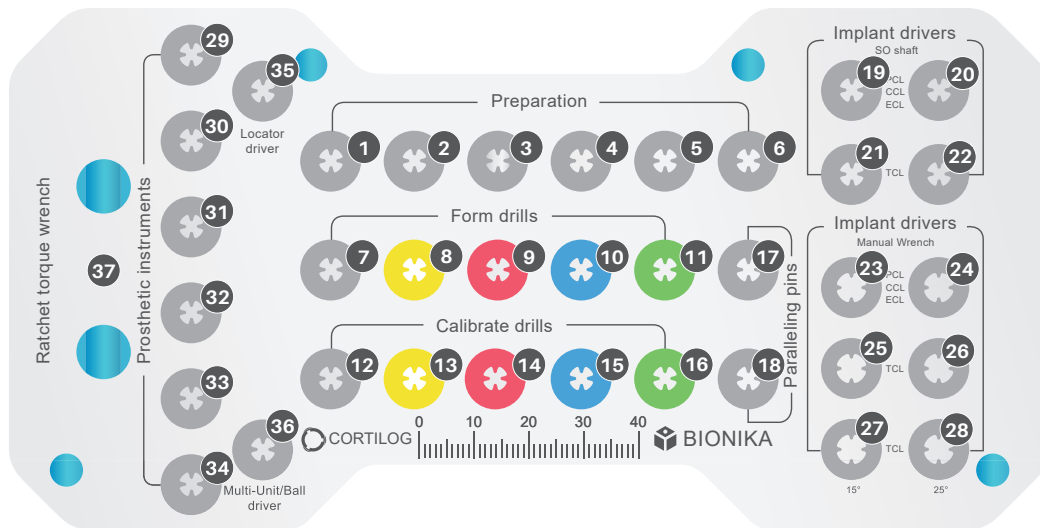 29
35
30
Locator
driver
31
32
33
34
36
Multi-Unit/Ball
driver
Prosthetic instruments
37
Ratchet torque wrench
Preparation
1
2
3
4
5
6
Form drills
7
8
9
10
11
17
Calibrate drills
12
13
14
15
16
18
Paralleling pins
CORTILOG
0
10
20
30
40
BIONIKA
Implant drivers
SO shaft
19
PCL
CCL
ECL
20
21
TCL
22
Implant drivers
Manual Wrench
23
PCL
CCL
ECL
24
25
TCL
26
27
TCL
28
15°
25°